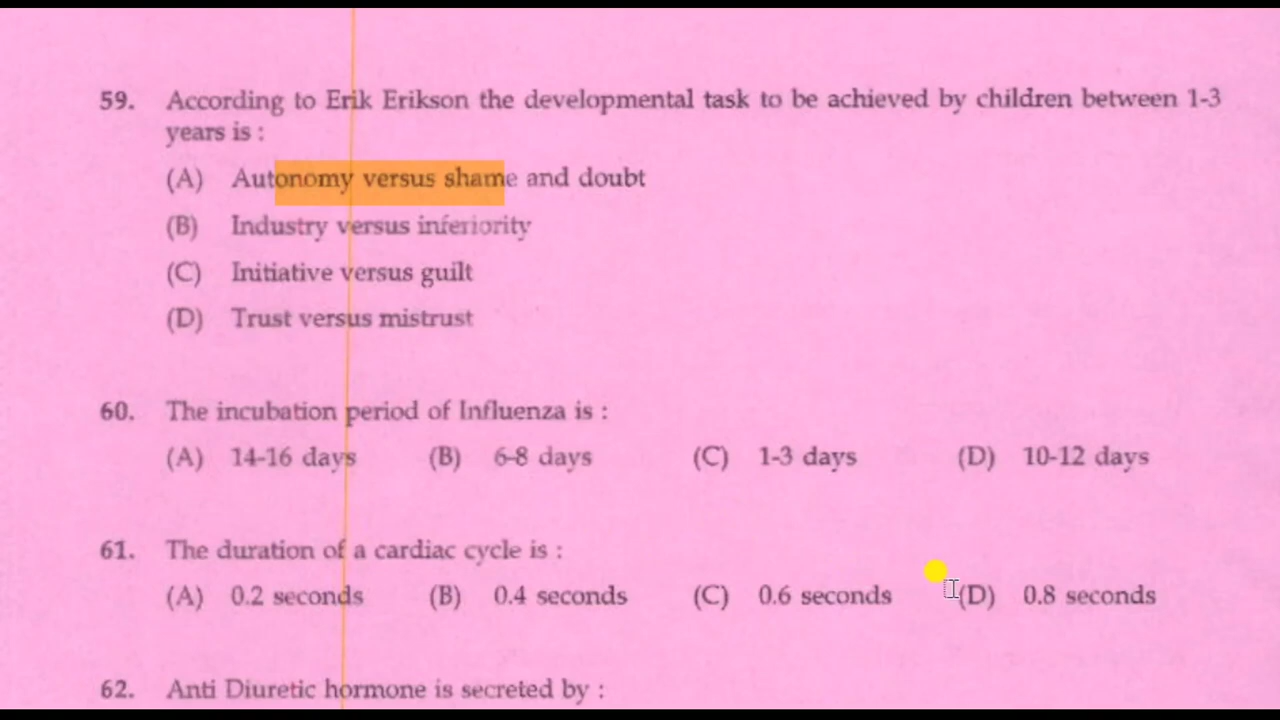 59. According to Erik Erikson the developmental task to be achieved by children between 1-3
years is :
(A) Autonomy versus shame and doubt
(B) Industry versus inferiority
(C) Initiative versus guilt
(D) Trust versus mistrust
60. The incubation period of Influenza is :
(A) 14-16 days (B) 6-8 days (C) 1-3 days (D) 10-12 days
61. The duration of a cardiac cycle is :
(A) 0.2 seconds (B) 0.4 seconds (C) 0.6 seconds (D) 0.8 seconds
62. Anti Diuretic hormone is secreted by :